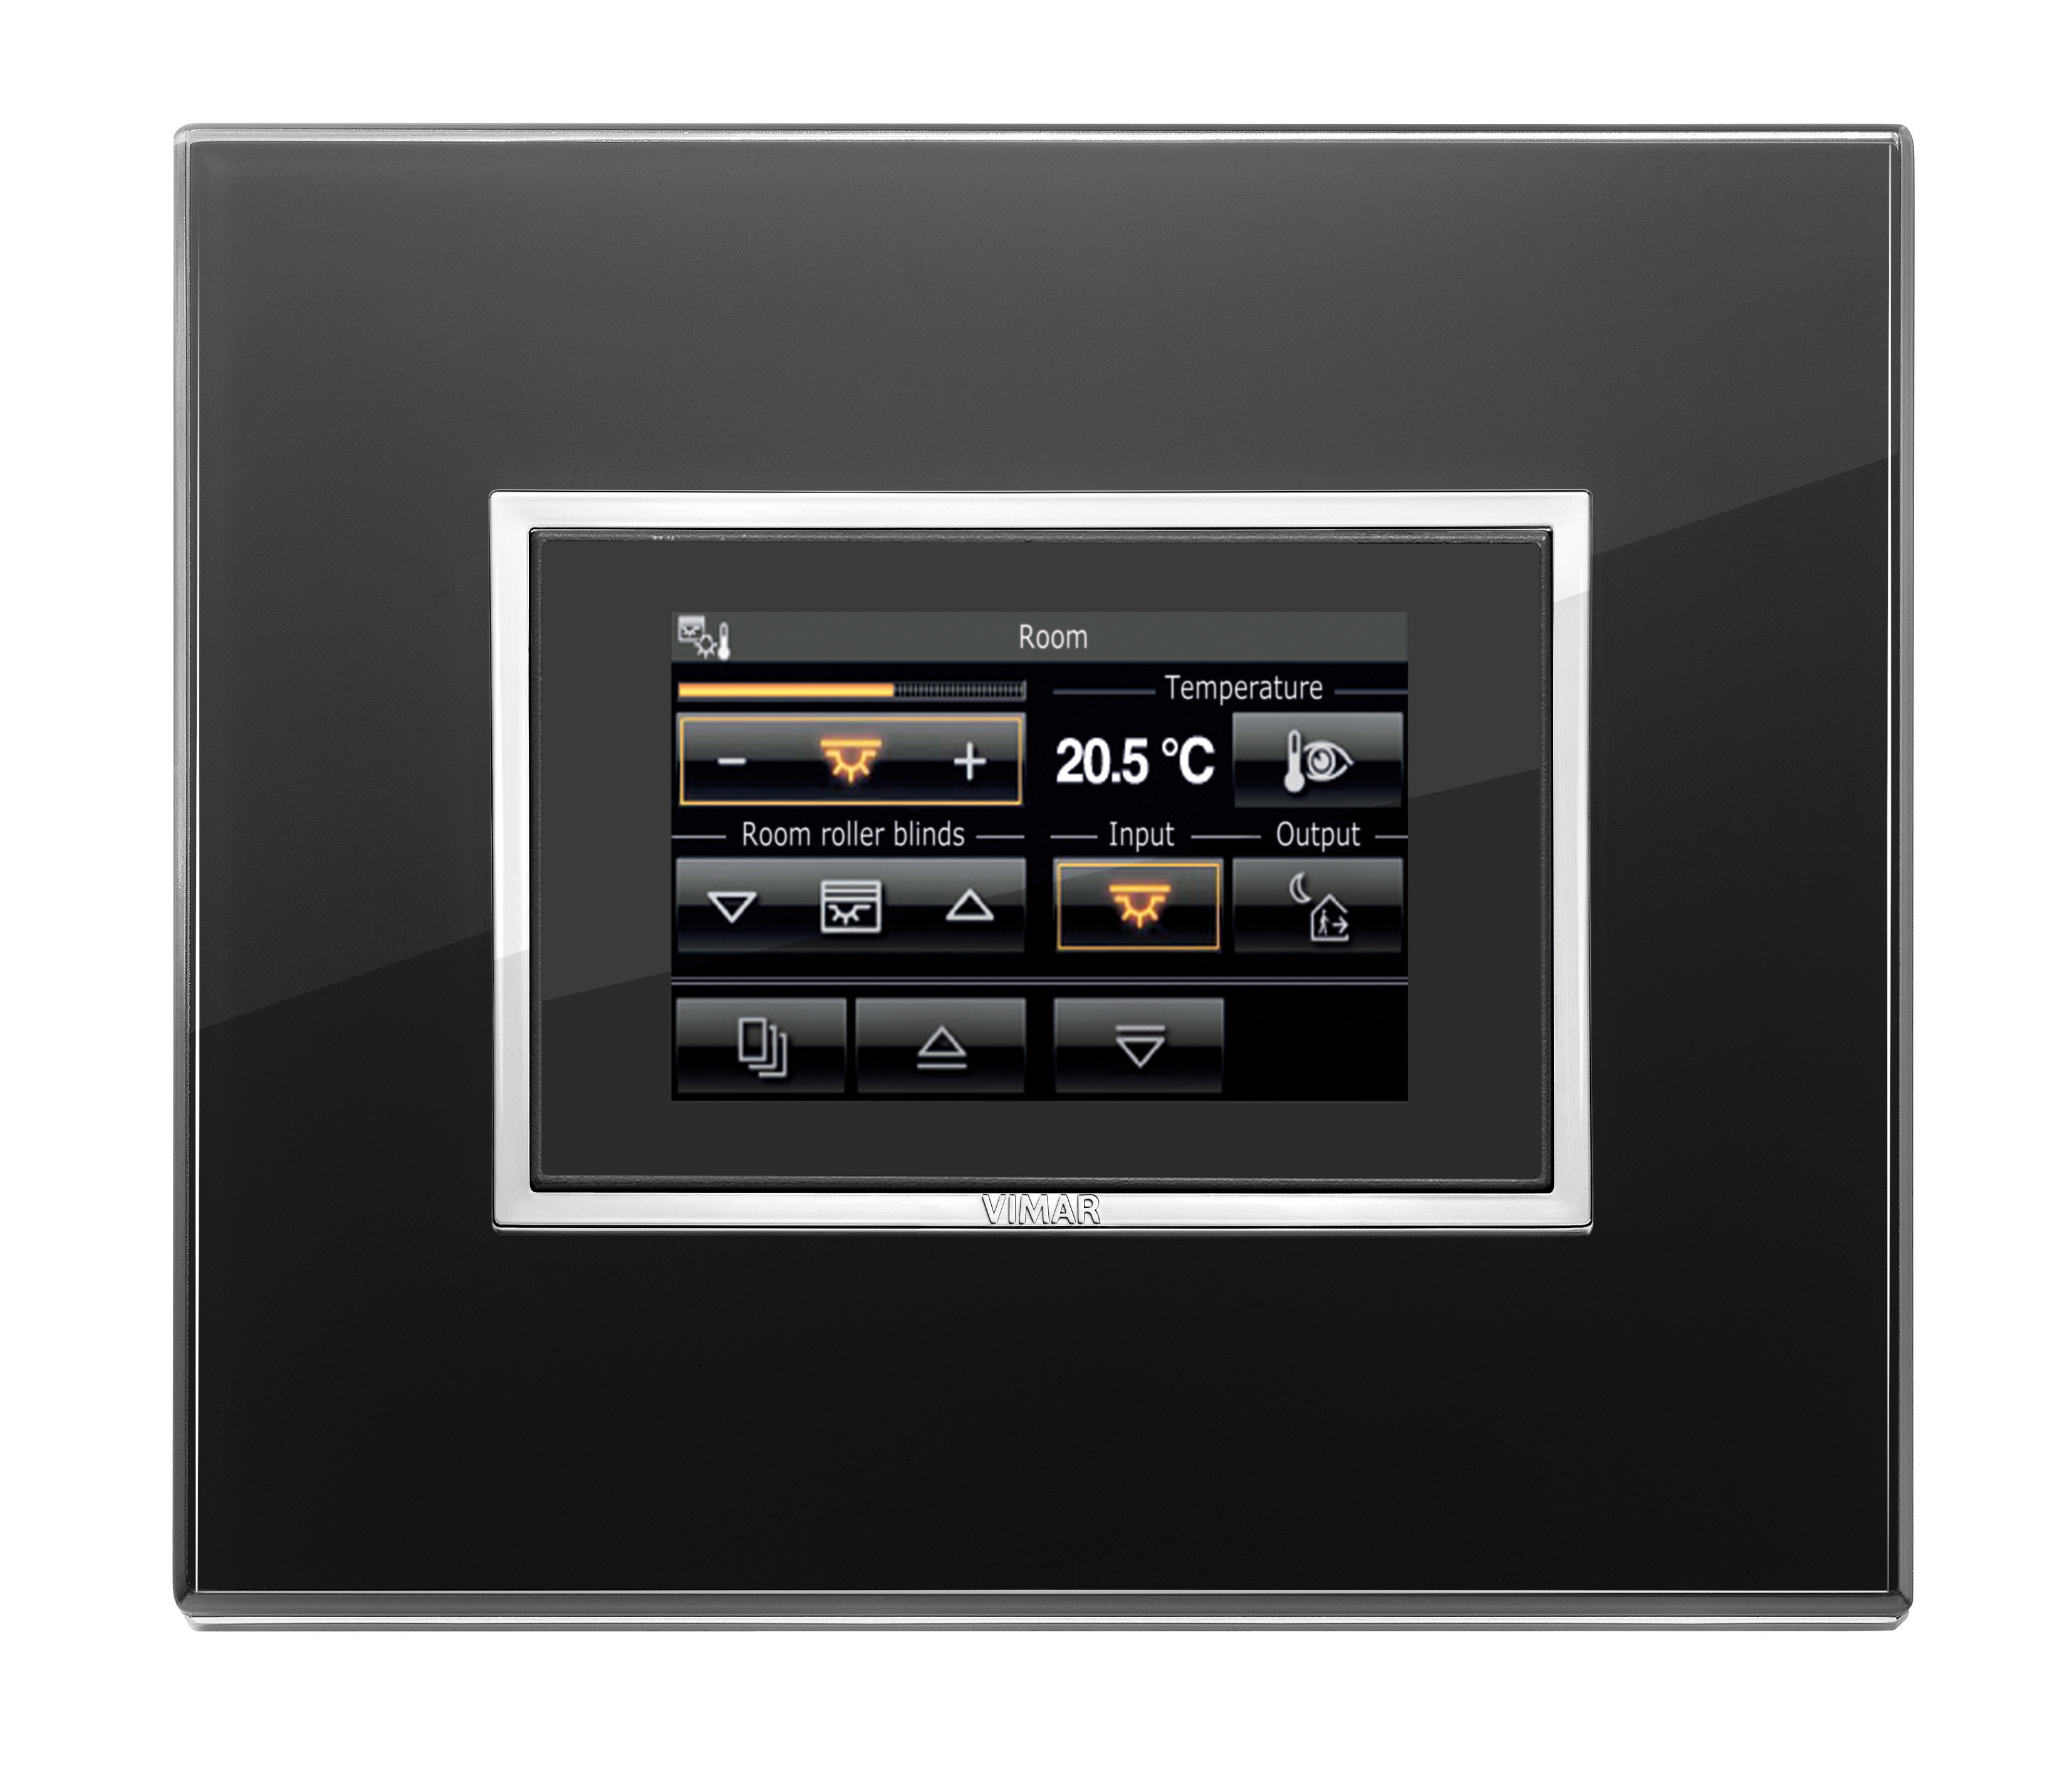 Room
Temperature
20.5 °C
Room roller blinds
Input
Output
VIMAR